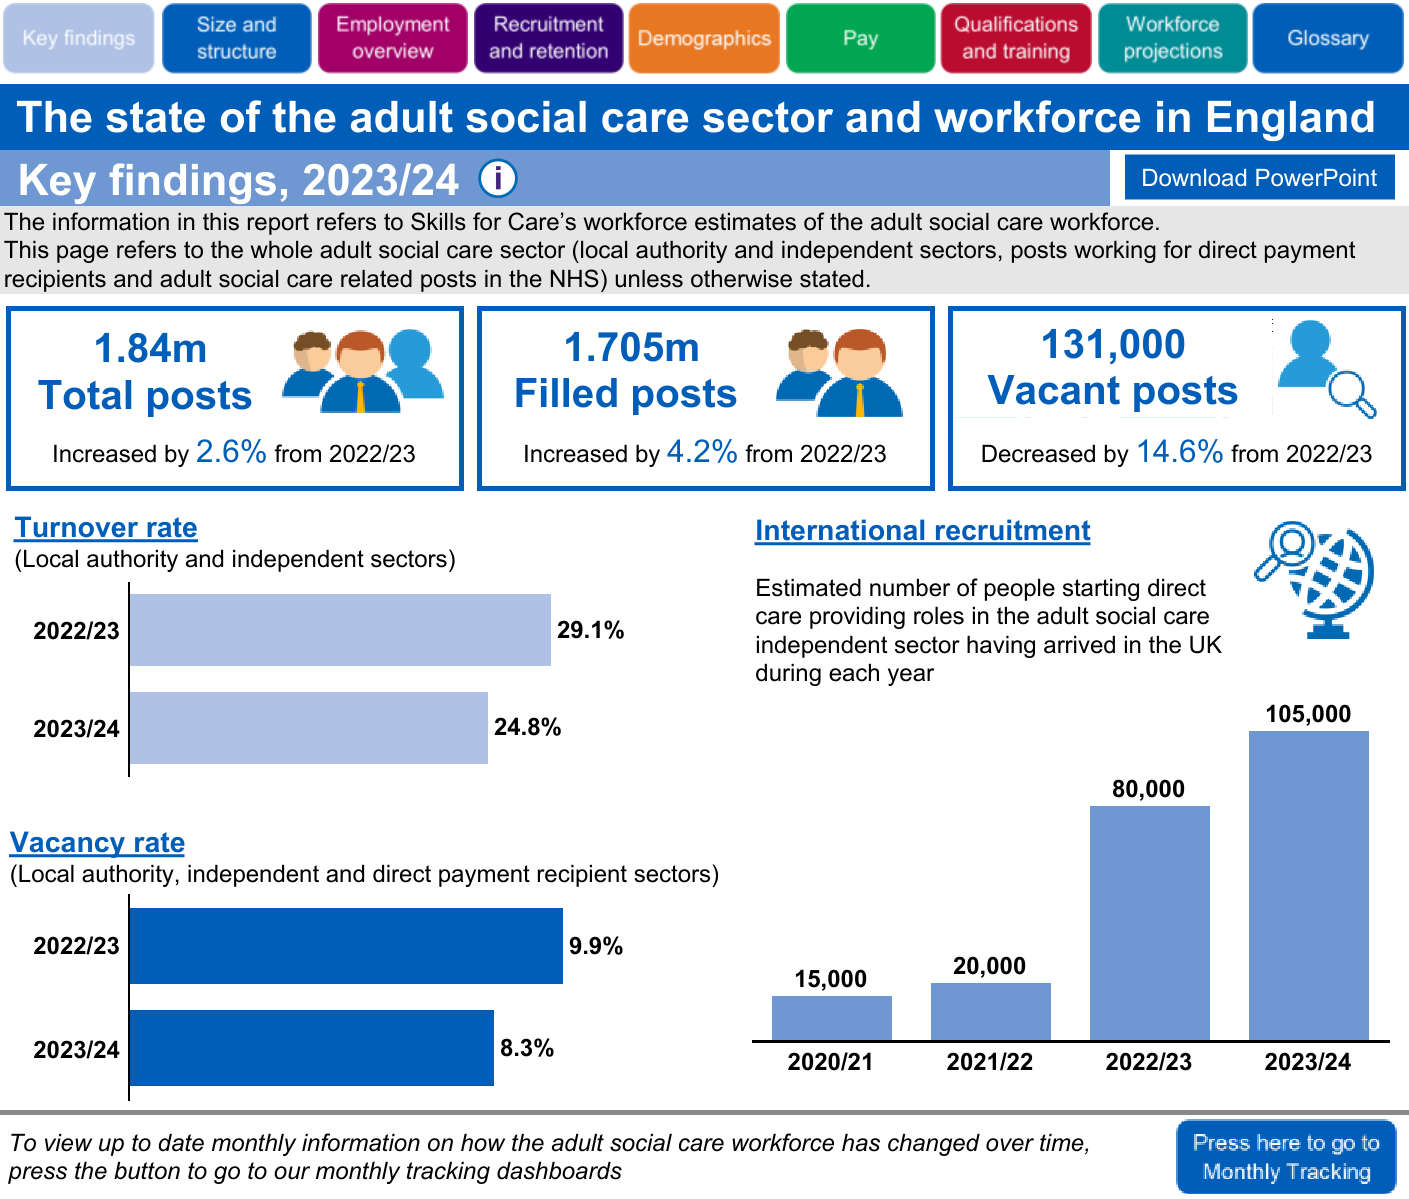 Key findings
Size and
structure
Employment
overview
Recruitment
and retention
Demographics
Pay
Qualifications
and training
Workforce
projections
Glossary
The state of the adult social care sector and workforce in England
Key findings, 2023/24 i
Download PowerPoint
The information in this report refers to Skills for Care’s workforce estimates of the adult social care workforce.
This page refers to the whole adult social care sector (local authority and independent sectors, posts working for direct payment
recipients and adult social care related posts in the NHS) unless otherwise stated.
1.84m
Total posts
Increased by 2.6% from 2022/23
1.705m
Filled posts
Increased by 4.2% from 2022/23
131,000
Vacant posts
Decreased by 14.6% from 2022/23
Turnover rate
(Local authority and independent sectors)
2022/23 29.1%
2023/24 24.8%
Vacancy rate
(Local authority, independent and direct payment recipient sectors)
2022/23 9.9%
2023/24 8.3%
International recruitment
Estimated number of people starting direct
care providing roles in the adult social care
independent sector having arrived in the UK
during each year
15,000 20,000 80,000 105,000
2020/21 2021/22 2022/23 2023/24
To view up to date monthly information on how the adult social care workforce has changed over time,
press the button to go to our monthly tracking dashboards
Press here to go to
Monthly Tracking